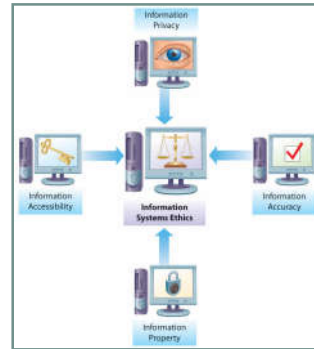 Information
Privacy
Information
Accessibility
Information
Systems Ethics
Information
Accuracy
Information
Property